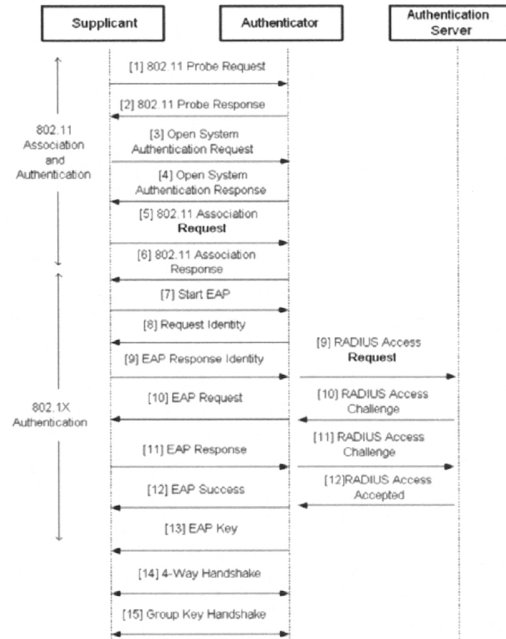 Supplicant
Authenticator
Authentication
Server
[1] 802.11 Probe Request
[2] 802.11 Probe Response
802.11
Association
and
Authentication
[3] Open System
Authentication Request
[4] Open System
Authentication Response
[5] 802.11 Association
Request
[6] 802.11 Association
Response
[7] Start EAP
[8] Request Identity
[9] EAP Response Identity
[9] RADIUS Access
Request
802.1X
Authentication
[10] EAP Request
[10] RADIUS Access
Challenge
[11] EAP Response
[11] RADIUS Access
Challenge
[12] EAP Success
[12]RADIUS Access
Accepted
[13] EAP Key
[14] 4-Way Handshake
[15] Group Key Handshake